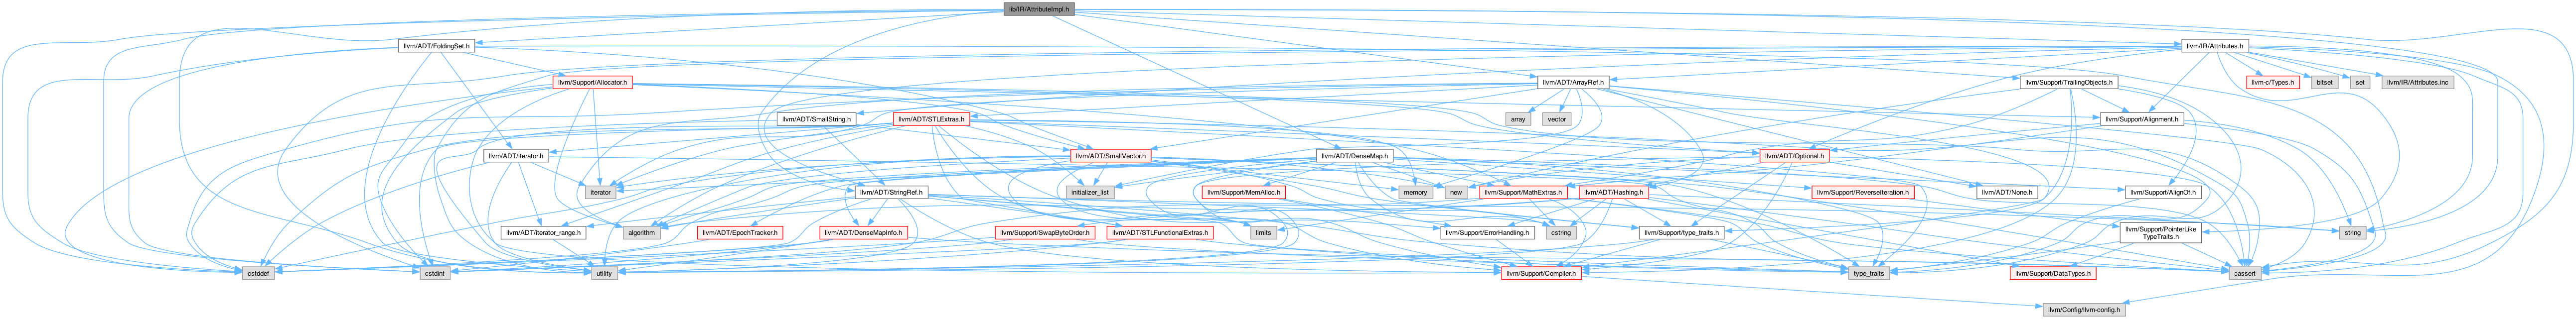 lib/IR/AttributeImpl.h
llvm/ADT/FoldingSet.h
llvm/IR/Attributes.h
llvm/Support/Allocator.h
llvm/ADT/ArrayRef.h
llvm/Support/TrailingObjects.h
llvm-c/Types.h
bitset
set
llvm/IR/Attributes.inc
llvm/ADT/SmallString.h
llvm/ADT/STLExtras.h
array
vector
llvm/Support/Alignment.h
llvm/ADT/iterator.h
llvm/ADT/SmallVector.h
llvm/ADT/DenseMap.h
llvm/ADT/Optional.h
iterator
llvm/ADT/StringRef.h
initializer_list
llvm/Support/MemAlloc.h
memory
new
llvm/Support/MathExtras.h
llvm/ADT/Hashing.h
llvm/Support/ReverseIteration.h
llvm/ADT/None.h
llvm/Support/AlignOf.h
llvm/ADT/iterator_range.h
algorithm
llvm/ADT/EpochTracker.h
llvm/ADT/DenseMapInfo.h
llvm/Support/SwapByteOrder.h
llvm/ADT/STLFunctionalExtras.h
limits
llvm/Support/ErrorHandling.h
cstring
llvm/Support/type_traits.h
llvm/Support/PointerLike
TypeTraits.h
string
cstddef
cstdint
utility
llvm/Support/Compiler.h
type_traits
llvm/Support/DataTypes.h
cassert
llvm/Config/llvm-config.h